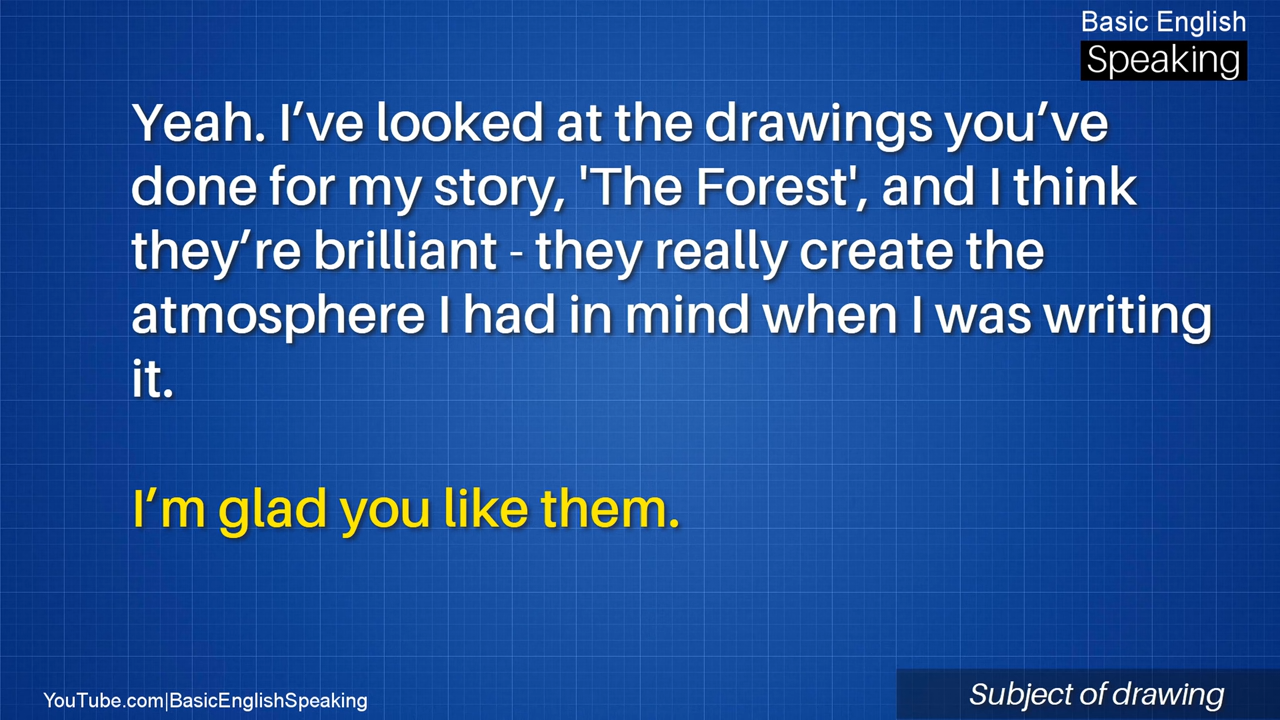 Basic English
Speaking
Yeah. I’ve looked at the drawings you’ve
done for my story, 'The Forest', and I think
they’re brilliant - they really create the
atmosphere I had in mind when I was writing
it.
I’m glad you like them.
YouTube.com|BasicEnglishSpeaking
Subject of drawing